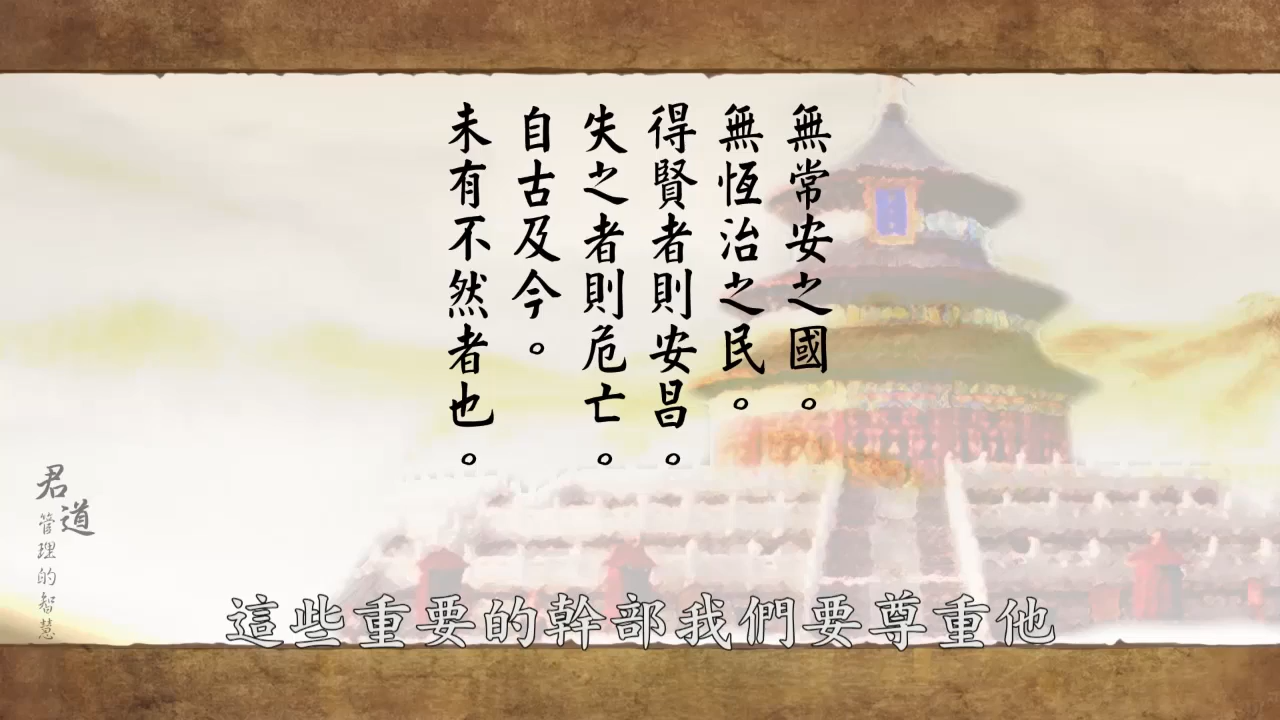 無常安之國。
無恆治之民。
得賢者則安昌。
失之者則危亡。
自古及今。
未有不然者也。
君道
管理的智慧
這些重要的幹部我們要尊重他